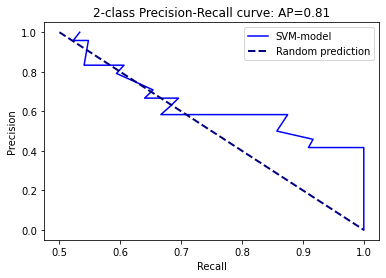 2-class Precision-Recall curve: AP=0.81
SVM-model
Random prediction
Precision
1.0
0.8
0.6
0.4
0.2
0.0
0.5
0.6
0.7
0.8
0.9
1.0
Recall